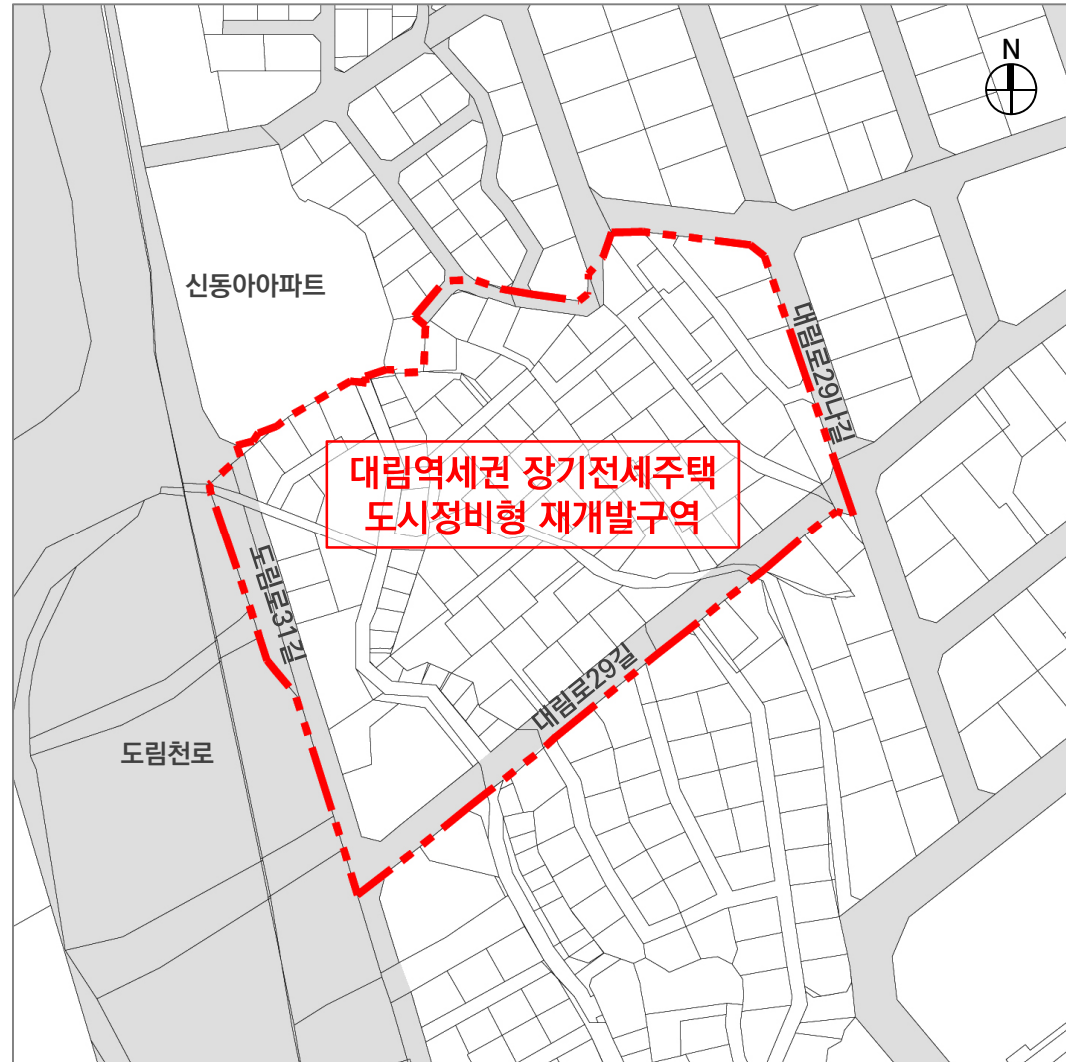 N
신동아아파트
대림로29나길
대림역세권 장기전세주택
도시정비형 재개발구역
도림로31길
대림로29길
도림천로